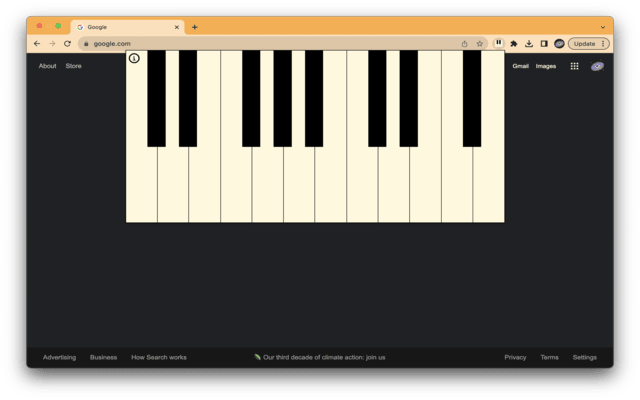 Google
google.com
Update
About
Store
Gmail
Images
Advertising
Business
How Search works
Our third decade of climate action: join us
Privacy
Terms
Settings